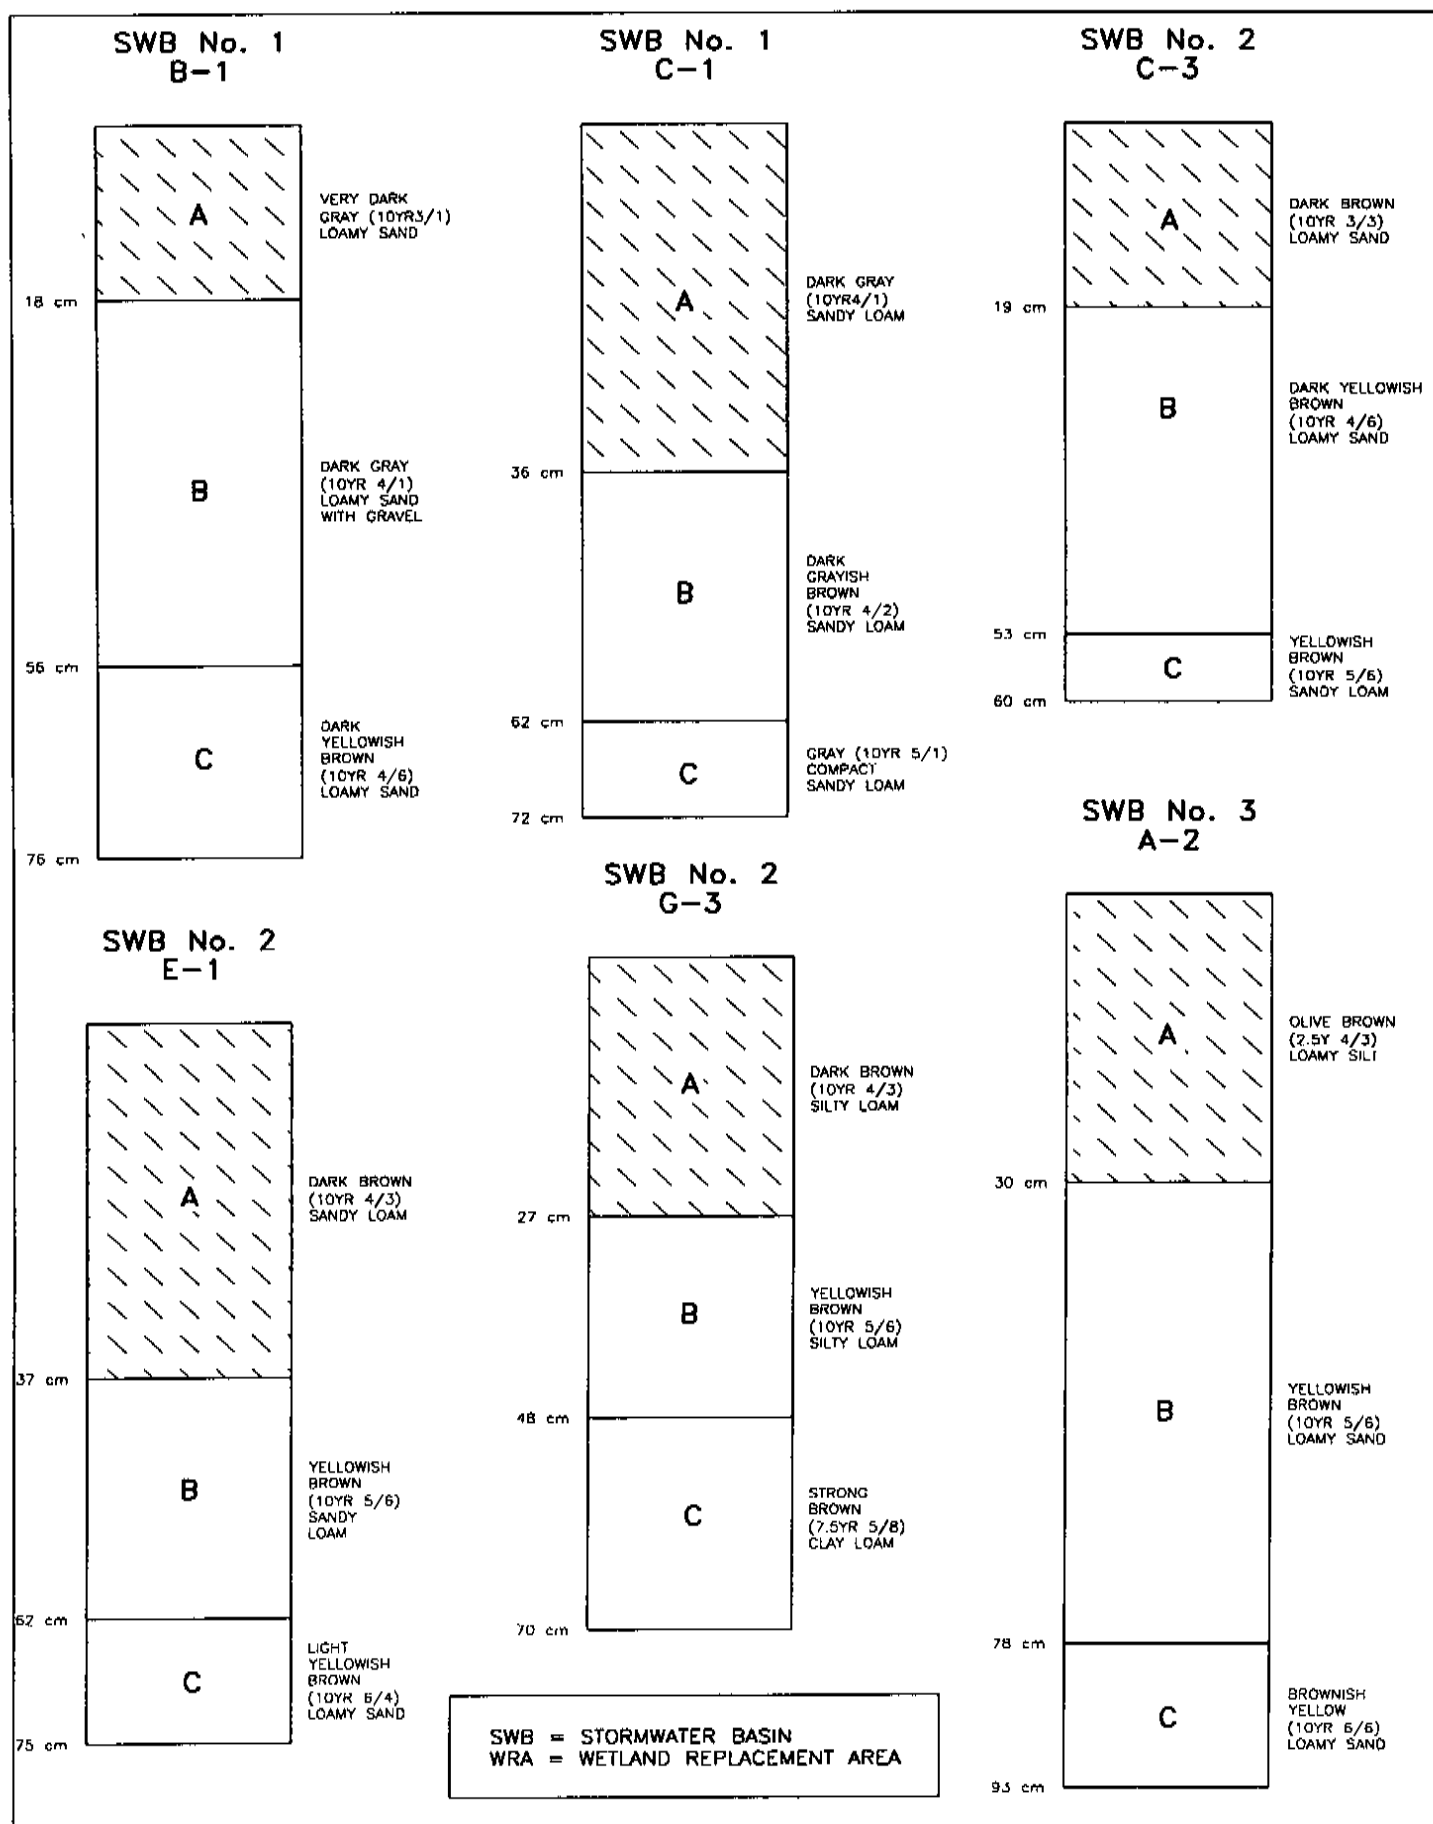 SWB No. 1
B-1
A
VERY DARK
GRAY (10YR3/1)
LOAMY SAND
18 cm
B
DARK GRAY
(10YR 4/1)
LOAMY SAND
WITH GRAVEL
56 cm
C
DARK
YELLOWISH
BROWN
(10YR 4/6)
LOAMY SAND
76 cm
SWB No. 1
C-1
A
DARK GRAY
(10YR4/1)
SANDY LOAM
36 cm
B
DARK
GRAYISH
BROWN
(10YR 4/2)
SANDY LOAM
62 cm
C
GRAY (10YR 5/1)
COMPACT
SANDY LOAM
72 cm
SWB No. 2
C-3
A
DARK BROWN
(10YR 3/3)
LOAMY SAND
19 cm
B
DARK YELLOWISH
BROWN
(10YR 4/6)
LOAMY SAND
53 cm
C
YELLOWISH
BROWN
(10YR 5/6)
SANDY LOAM
60 cm
SWB No. 2
E-1
A
DARK BROWN
(10YR 4/3)
SANDY LOAM
37 cm
B
YELLOWISH
BROWN
(10YR 5/6)
SANDY
LOAM
62 cm
C
LIGHT
YELLOWISH
BROWN
(10YR 6/4)
LOAMY SAND
75 cm
SWB No. 2
G-3
A
DARK BROWN
(10YR 4/3)
SILTY LOAM
27 cm
B
YELLOWISH
BROWN
(10YR 5/6)
SILTY LOAM
48 cm
C
STRONG
BROWN
(7.5YR 5/8)
CLAY LOAM
70 cm
SWB No. 3
A-2
A
OLIVE BROWN
(2.5Y 4/3)
LOAMY SILT
30 cm
B
YELLOWISH
BROWN
(10YR 5/6)
LOAMY SAND
78 cm
C
BROWNISH
YELLOW
(10YR 6/6)
LOAMY SAND
93 cm
SWB = STORMWATER BASIN
WRA = WETLAND REPLACEMENT AREA